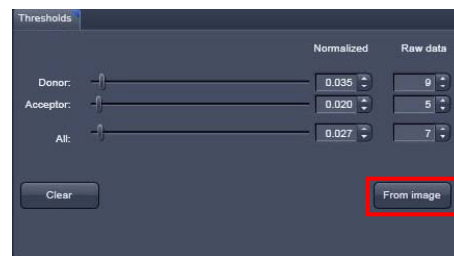 Thresholds
Normalized Raw data
Donor: 0.035 9
Acceptor: 0.020 5
All: 0.027 7
Clear From image